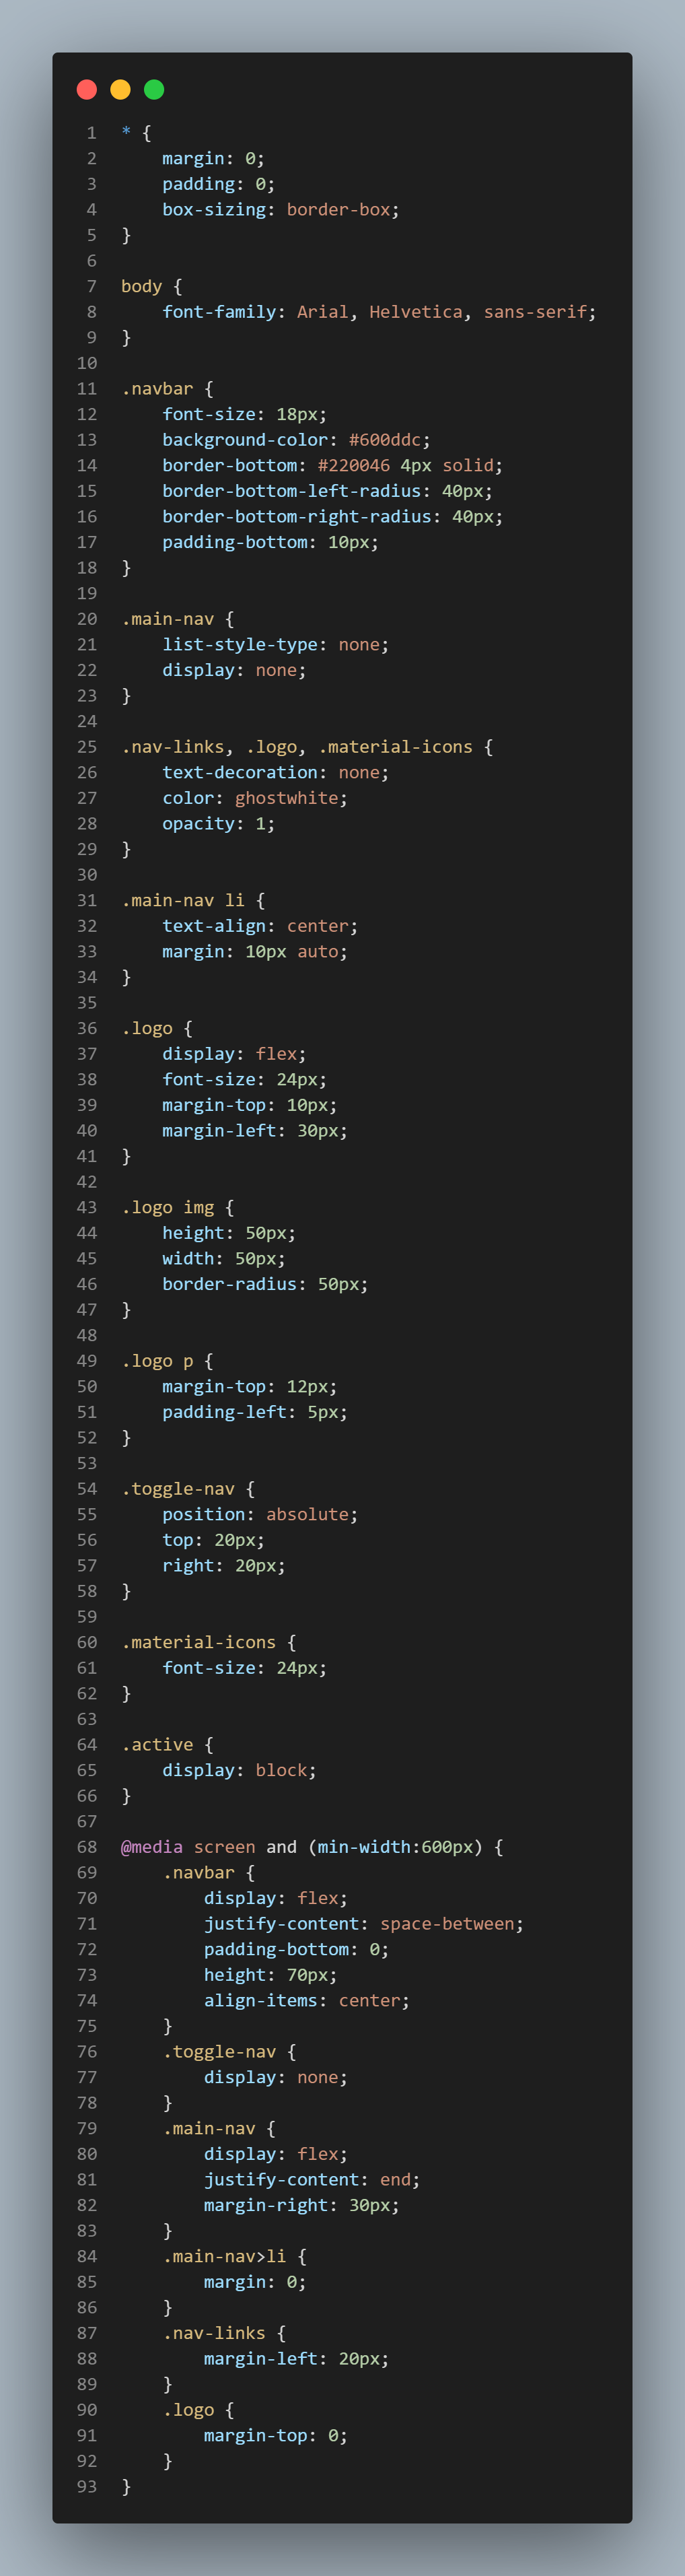 1 * {
2     margin: 0;
3     padding: 0;
4     box-sizing: border-box;
5 }
6
7 body {
8     font-family: Arial, Helvetica, sans-serif;
9 }
10
11 .navbar {
12     font-size: 18px;
13     background-color: #600ddc;
14     border-bottom: #220046 4px solid;
15     border-bottom-left-radius: 40px;
16     border-bottom-right-radius: 40px;
17     padding-bottom: 10px;
18 }
19
20 .main-nav {
21     list-style-type: none;
22     display: none;
23 }
24
25 .nav-links, .logo, .material-icons {
26     text-decoration: none;
27     color: ghostwhite;
28     opacity: 1;
29 }
30
31 .main-nav li {
32     text-align: center;
33     margin: 10px auto;
34 }
35
36 .logo {
37     display: flex;
38     font-size: 24px;
39     margin-top: 10px;
40     margin-left: 30px;
41 }
42
43 .logo img {
44     height: 50px;
45     width: 50px;
46     border-radius: 50px;
47 }
48
49 .logo p {
50     margin-top: 12px;
51     padding-left: 5px;
52 }
53
54 .toggle-nav {
55     position: absolute;
56     top: 20px;
57     right: 20px;
58 }
59
60 .material-icons {
61     font-size: 24px;
62 }
63
64 .active {
65     display: block;
66 }
67
68 @media screen and (min-width:600px) {
69     .navbar {
70         display: flex;
71         justify-content: space-between;
72         padding-bottom: 0;
73         height: 70px;
74         align-items: center;
75     }
76     .toggle-nav {
77         display: none;
78     }
79     .main-nav {
80         display: flex;
81         justify-content: end;
82         margin-right: 30px;
83     }
84     .main-nav>li {
85         margin: 0;
86     }
87     .nav-links {
88         margin-left: 20px;
89     }
90     .logo {
91         margin-top: 0;
92     }
93 }